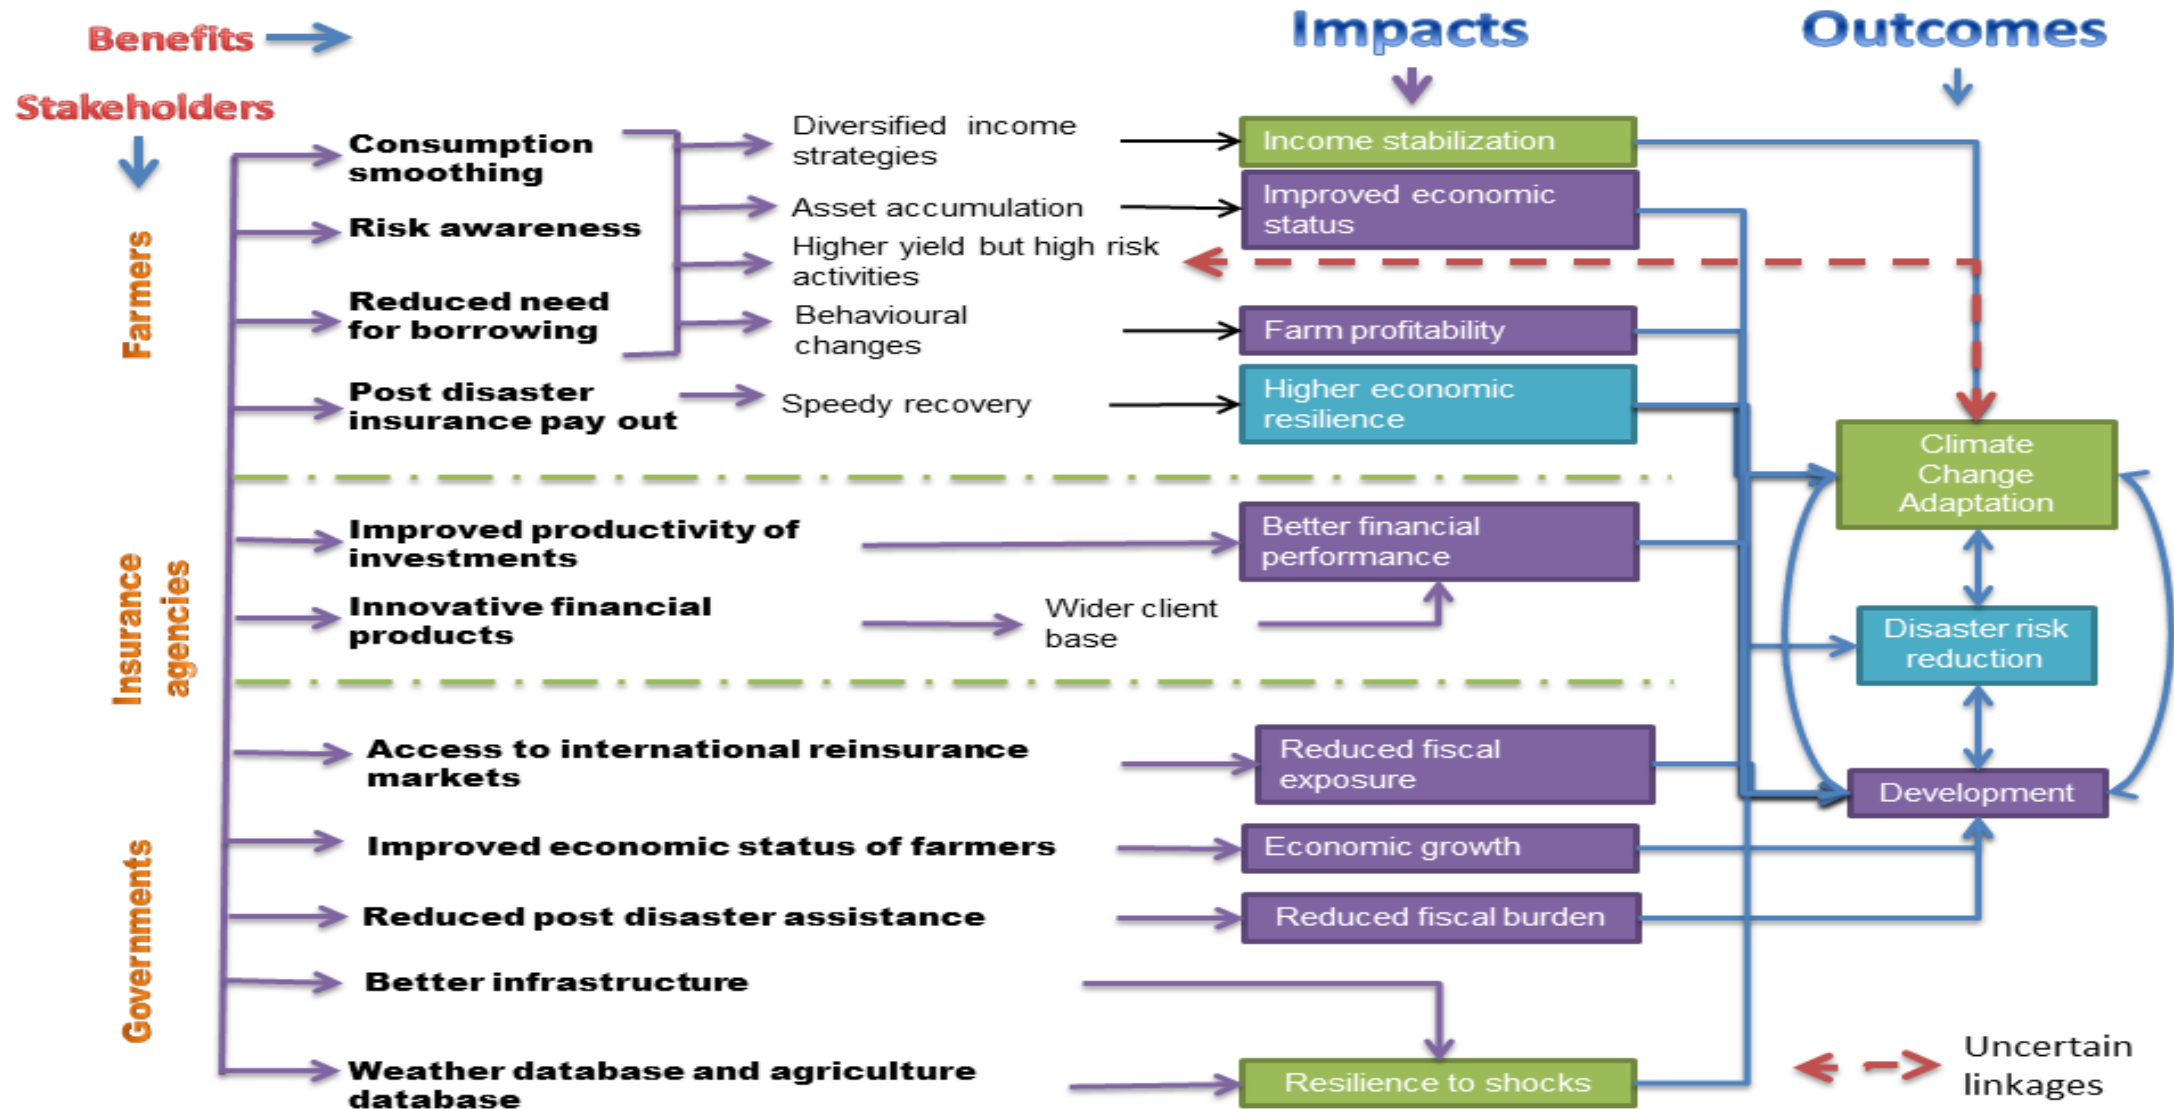 Benefits
Impacts
Outcomes
Stakeholders
Farmers
Consumption
smoothing
Diversified income
strategies
Income stabilization
Risk awareness
Asset accumulation
Improved economic
status
Higher yield but high risk
activities
Reduced need
for borrowing
Behavioural
changes
Farm profitability
Post disaster
insurance pay out
Speedy recovery
Higher economic
resilience
Climate
Change
Adaptation
Insurance
agencies
Improved productivity of
investments
Better financial
performance
Innovative financial
products
Wider client
base
Disaster risk
reduction
Governments
Access to international reinsurance
markets
Reduced fiscal
exposure
Development
Improved economic status of farmers
Economic growth
Reduced post disaster assistance
Reduced fiscal burden
Better infrastructure
Weather database and agriculture
database
Resilience to shocks
Uncertain
linkages